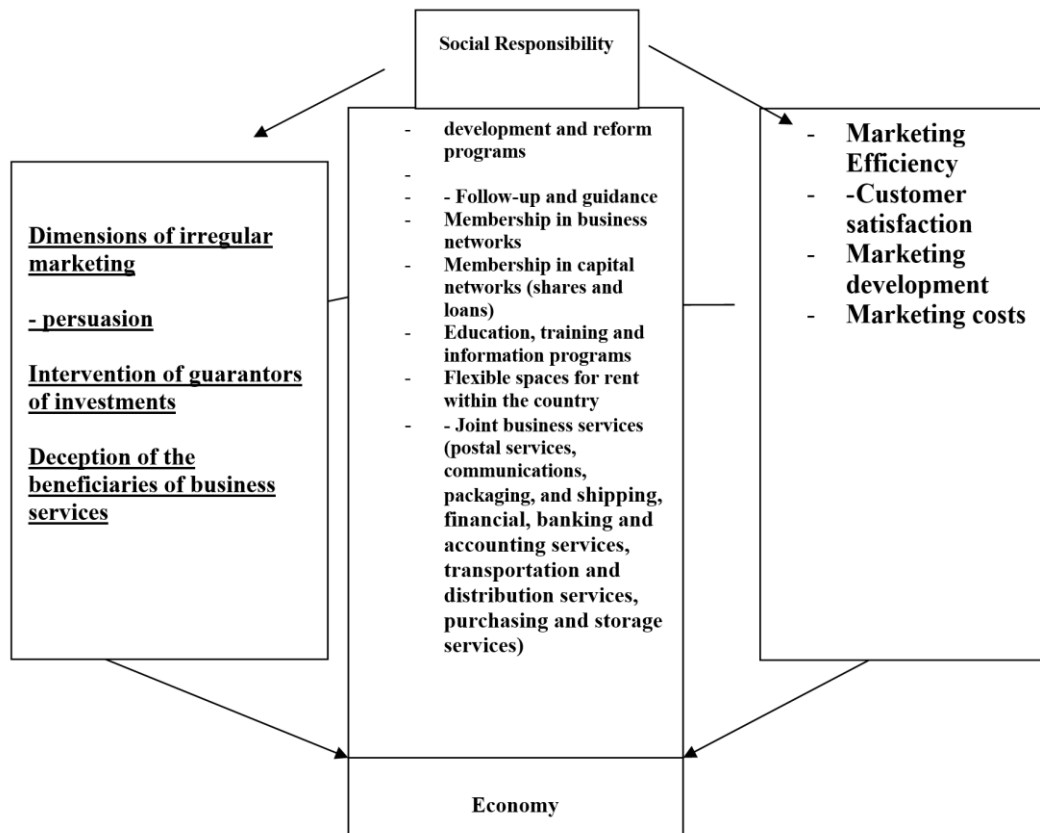 Social Responsibility
- development and reform
programs
-
- - Follow-up and guidance
- Membership in business
networks
- Membership in capital
networks (shares and
loans)
- Education, training and
information programs
- Flexible spaces for rent
within the country
- - Joint business services
(postal services,
communications,
packaging, and shipping,
financial, banking and
accounting services,
transportation and
distribution services,
purchasing and storage
services)
Dimensions of irregular
marketing
- persuasion
Intervention of guarantors
of investments
Deception of the
beneficiaries of business
services
- Marketing
Efficiency
- -Customer
satisfaction
- Marketing
development
- Marketing costs
Economy